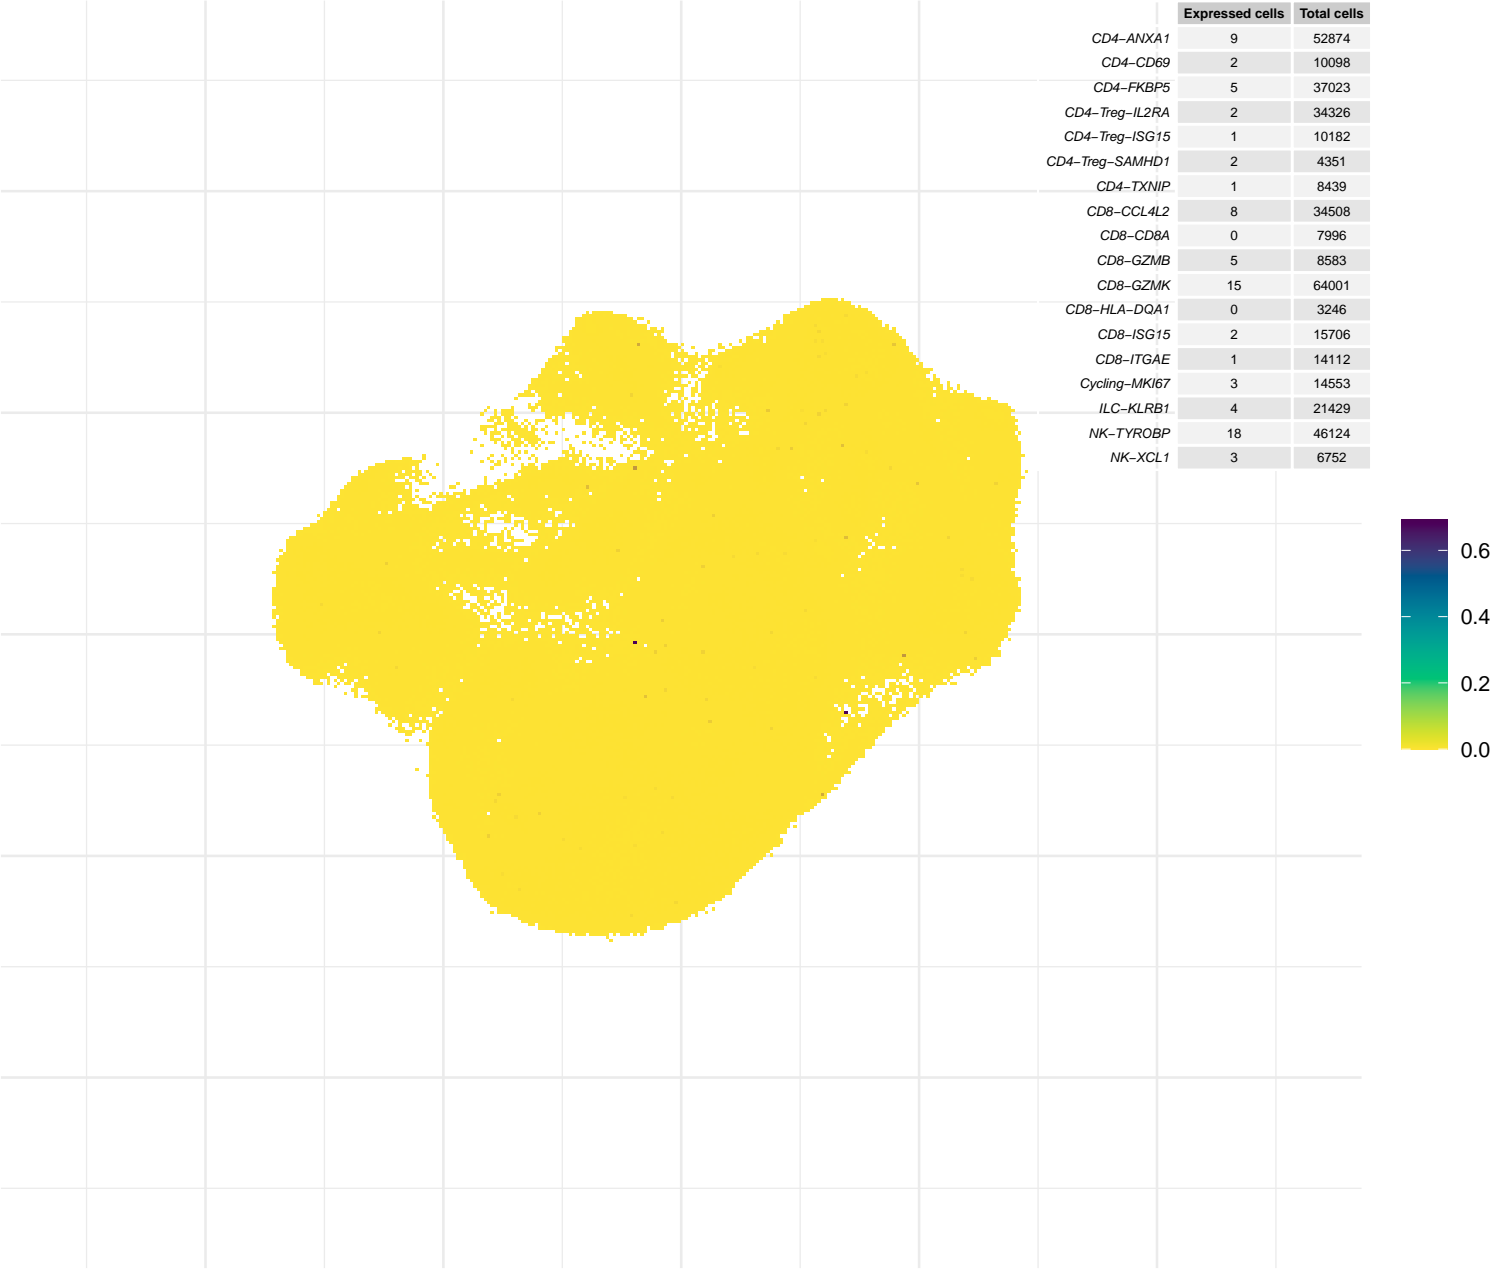 Expressed cells Total cells
CD4−ANXA1 9 52874
CD4−CD69 2 10098
CD4−FKBP5 5 37023
CD4−Treg−IL2RA 2 34326
CD4−Treg−ISG15 1 10182
CD4−Treg−SAMHD1 2 4351
CD4−TXNIP 1 8439
CD8−CCL4L2 8 34508
CD8−CD8A 0 7996
CD8−GZMB 5 8583
CD8−GZMK 15 64001
CD8−HLA−DQA1 0 3246
CD8−ISG15 2 15706
CD8−ITGAE 1 14112
Cycling−MKI67 3 14553
ILC−KLRB1 4 21429
NK−TYROBP 18 46124
NK−XCL1 3 6752
0.6
0.4
0.2
0.0